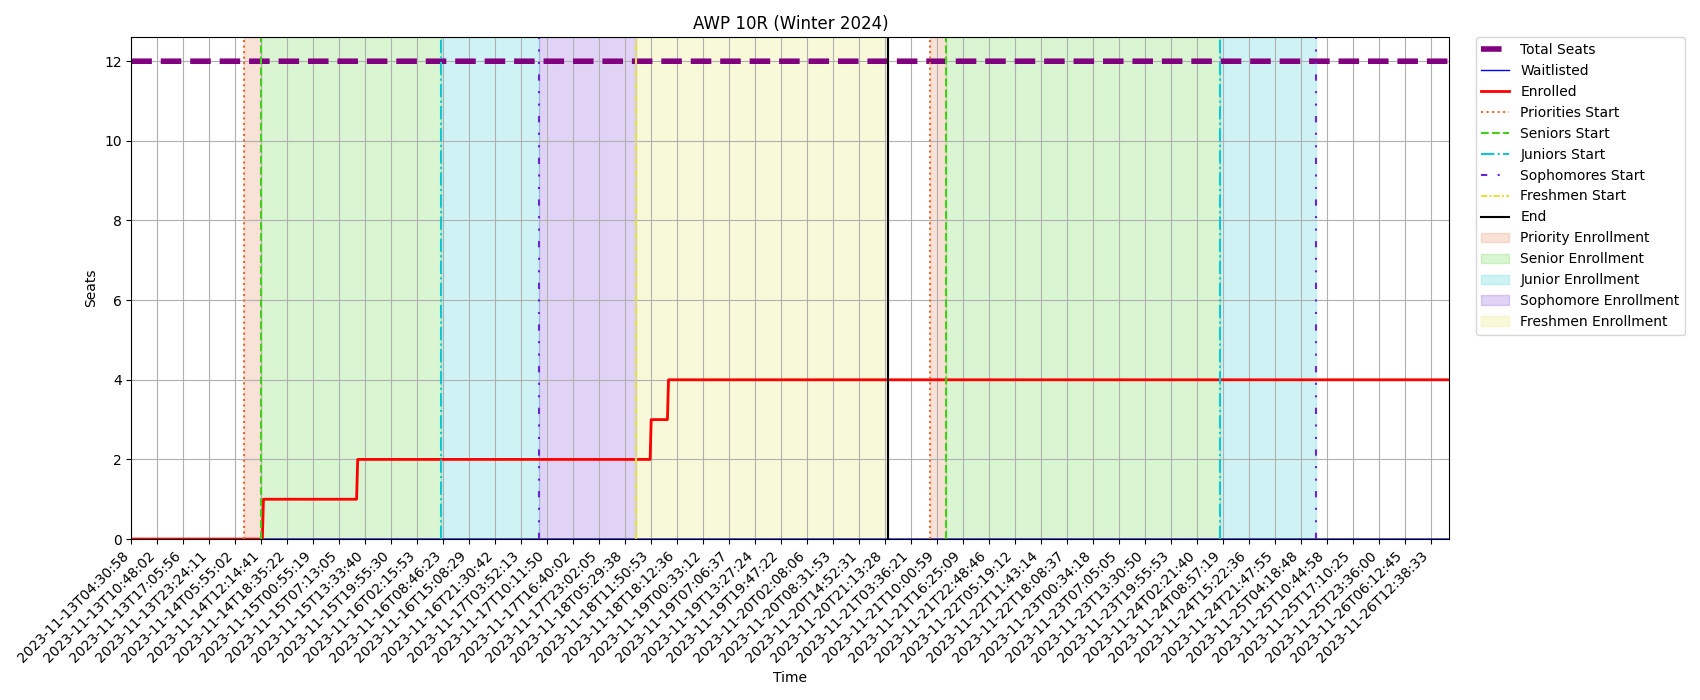 AWP 10R (Winter 2024)
12
10
8
6
4
2
0
Seats
2023-11-13T04:30:58
2023-11-13T10:48:02
2023-11-13T17:05:56
2023-11-13T23:24:11
2023-11-14T05:55:02
2023-11-14T12:14:41
2023-11-14T18:35:22
2023-11-15T00:55:19
2023-11-15T07:13:05
2023-11-15T13:33:40
2023-11-15T19:55:30
2023-11-16T02:15:53
2023-11-16T08:46:23
2023-11-16T15:08:29
2023-11-16T21:30:42
2023-11-17T03:52:13
2023-11-17T10:11:50
2023-11-17T16:40:02
2023-11-17T23:02:05
2023-11-18T05:29:38
2023-11-18T11:50:53
2023-11-18T18:12:36
2023-11-19T00:33:12
2023-11-19T07:06:37
2023-11-19T13:27:24
2023-11-19T19:47:22
2023-11-20T02:08:06
2023-11-20T08:31:53
2023-11-20T14:52:31
2023-11-20T21:13:28
2023-11-21T03:36:21
2023-11-21T10:00:59
2023-11-21T16:25:09
2023-11-21T22:48:46
2023-11-22T05:19:12
2023-11-22T11:43:14
2023-11-22T18:08:37
2023-11-23T00:34:18
2023-11-23T07:05:05
2023-11-23T13:30:50
2023-11-23T19:55:53
2023-11-24T02:21:40
2023-11-24T08:57:19
2023-11-24T15:22:36
2023-11-24T21:47:55
2023-11-25T04:18:48
2023-11-25T10:44:58
2023-11-25T17:10:25
2023-11-25T23:36:00
2023-11-26T06:12:45
2023-11-26T12:38:33
Time
Total Seats
Waitlisted
Enrolled
Priorities Start
Seniors Start
Juniors Start
Sophomores Start
Freshmen Start
End
Priority Enrollment
Senior Enrollment
Junior Enrollment
Sophomore Enrollment
Freshmen Enrollment